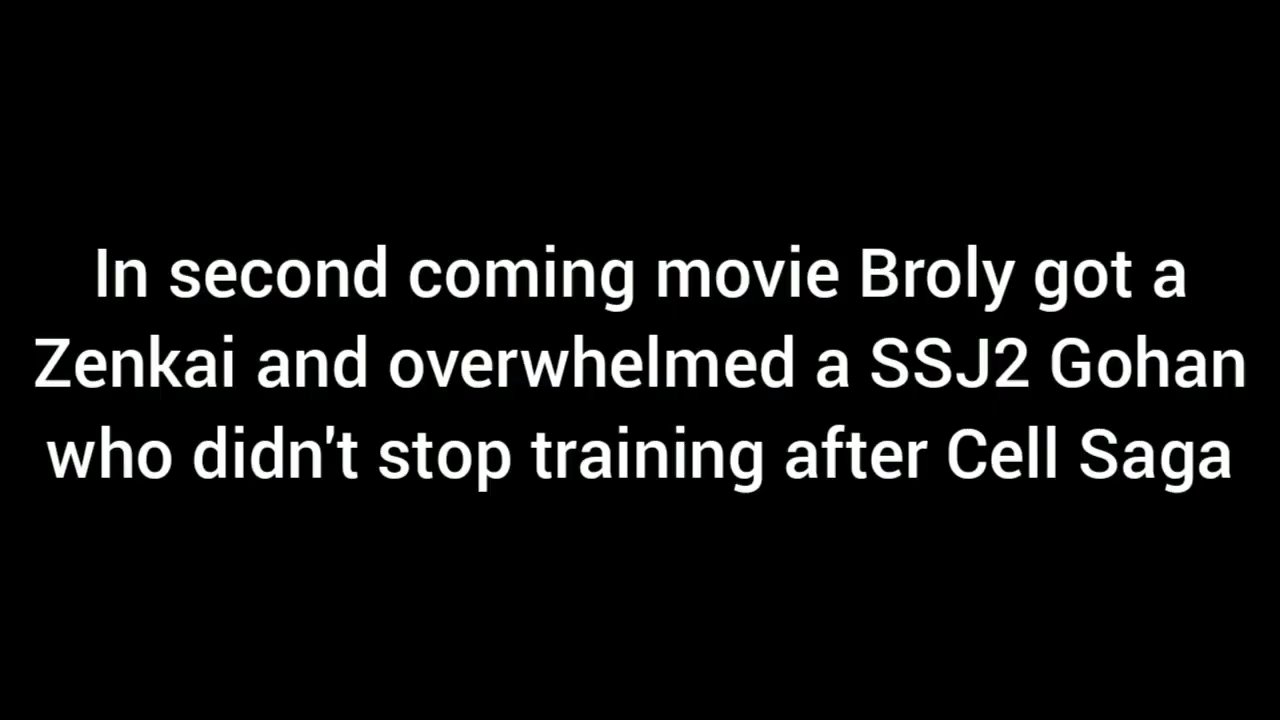 In second coming movie Broly got a
Zenkai and overwhelmed a SSJ2 Gohan
who didn't stop training after Cell Saga